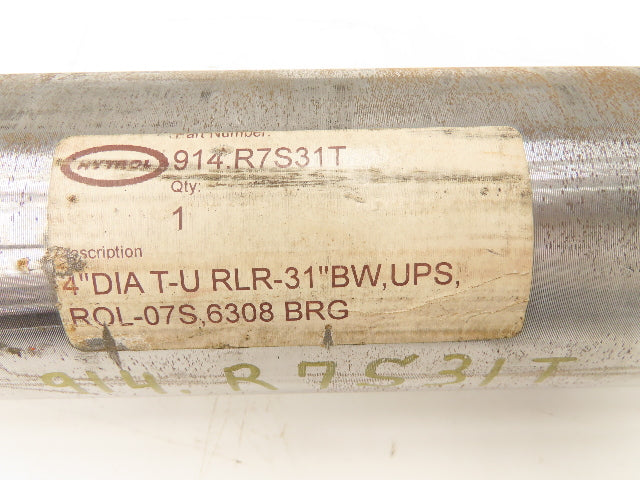 Part Number:
HYTROL 914.R7S31T
Qty:
1
Description
4"DIA T-U RLR-31"BW,UPS,
ROL-07S,6308 BRG
914.R7S31T